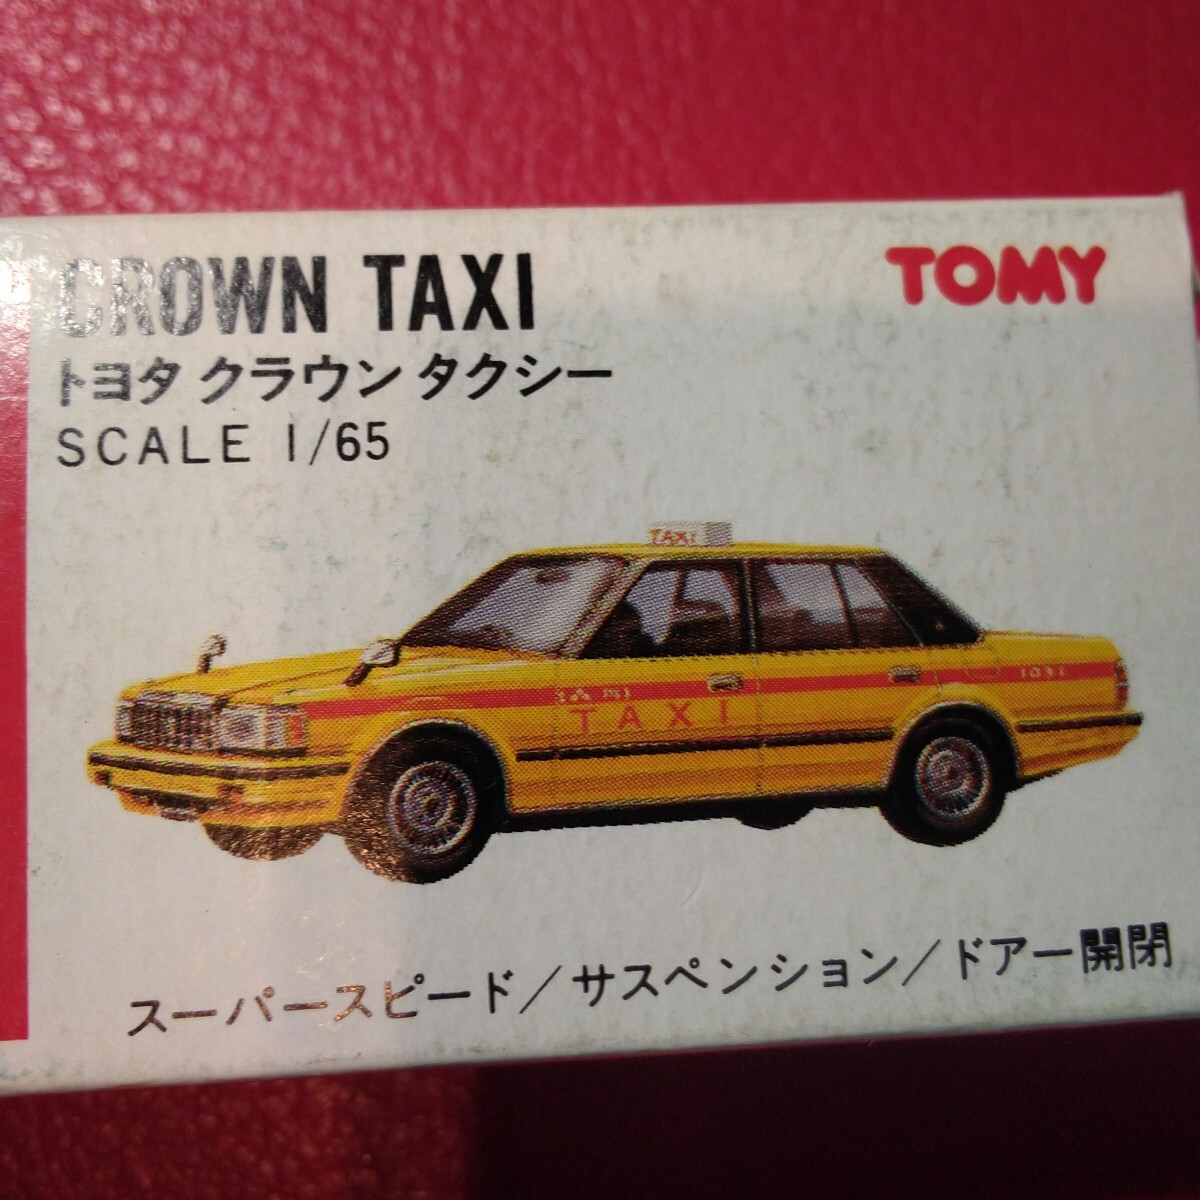 CROWN TAXI
TOMY
トヨタ クラウン タクシー
SCALE 1/65
TAXI
TAXI
スーパースピード/サスペンション/ドアー開閉